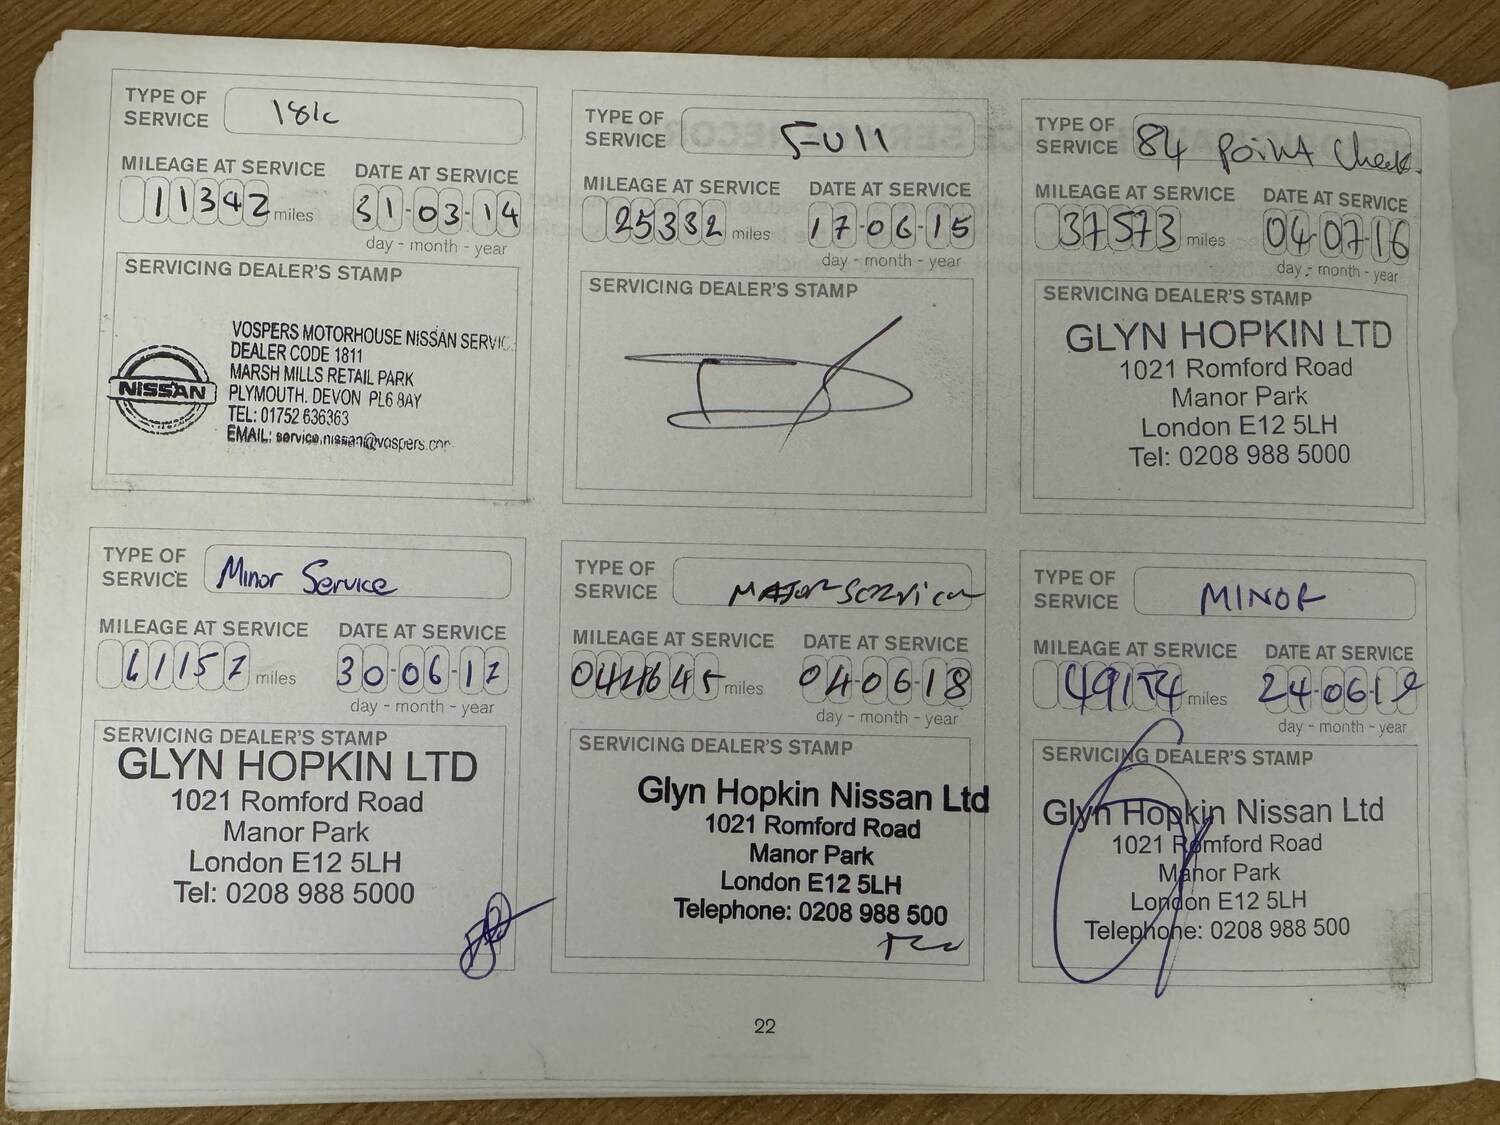 TYPE OF SERVICE 18k
MILEAGE AT SERVICE DATE AT SERVICE
11342 miles 31-03-14
day - month - year
SERVICING DEALER'S STAMP
NISSAN
VOSPERS MOTORHOUSE NISSAN SERVIC
DEALER CODE 1811
MARSH MILLS RETAIL PARK
PLYMOUTH. DEVON PL6 8AY
TEL: 01752 636363
EMAIL: service.nissan@vospers.com
TYPE OF SERVICE FUll
MILEAGE AT SERVICE DATE AT SERVICE
25332 miles 17-06-15
day - month - year
SERVICING DEALER'S STAMP
TYPE OF SERVICE 84 Point Check.
MILEAGE AT SERVICE DATE AT SERVICE
37573 miles 04-07-16
day - month - year
SERVICING DEALER'S STAMP
GLYN HOPKIN LTD
1021 Romford Road
Manor Park
London E12 5LH
Tel: 0208 988 5000
TYPE OF SERVICE Minor Service
MILEAGE AT SERVICE DATE AT SERVICE
41157 miles 30-06-17
day - month - year
SERVICING DEALER'S STAMP
GLYN HOPKIN LTD
1021 Romford Road
Manor Park
London E12 5LH
Tel: 0208 988 5000
TYPE OF SERVICE MAJOR SERVICE
MILEAGE AT SERVICE DATE AT SERVICE
miles 04-06-18
day - month - year
SERVICING DEALER'S STAMP
Glyn Hopkin Nissan Ltd
1021 Romford Road
Manor Park
London E12 5LH
Telephone: 0208 988 500
TYPE OF SERVICE MINOR
MILEAGE AT SERVICE DATE AT SERVICE
49154 miles 24-06-19
day - month - year
SERVICING DEALER'S STAMP
Glyn Hopkin Nissan Ltd
1021 Romford Road
Manor Park
London E12 5LH
Telephone: 0208 988 500
22